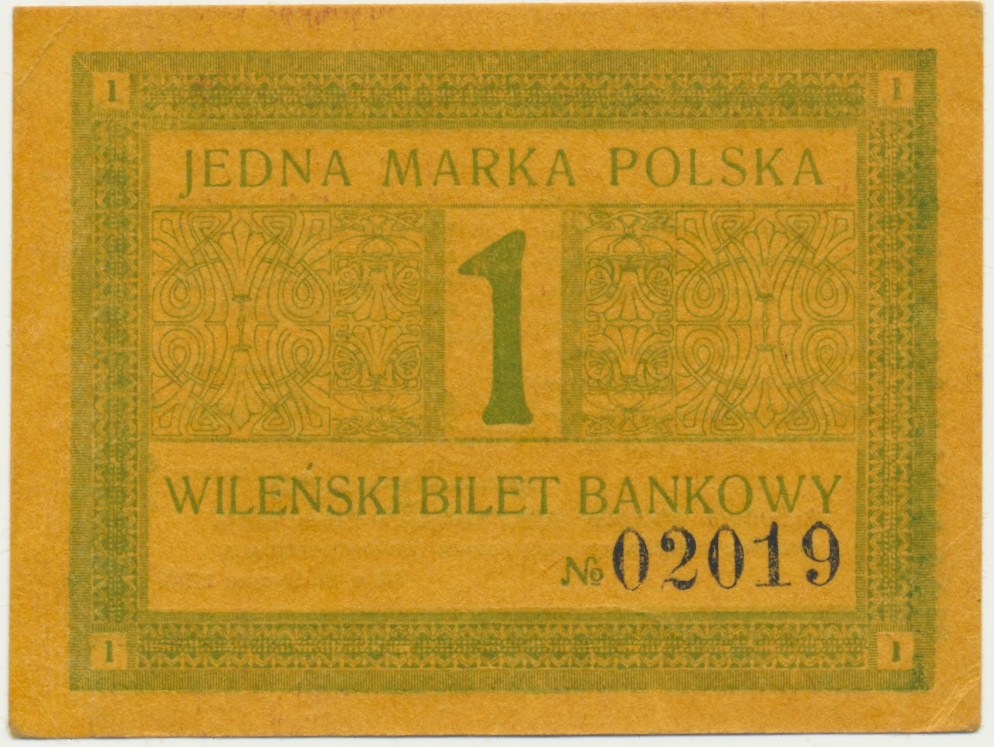 1 1
JEDNA MARKA POLSKA
1
WILEŃSKI BILET BANKOWY
№ 02019
1 1